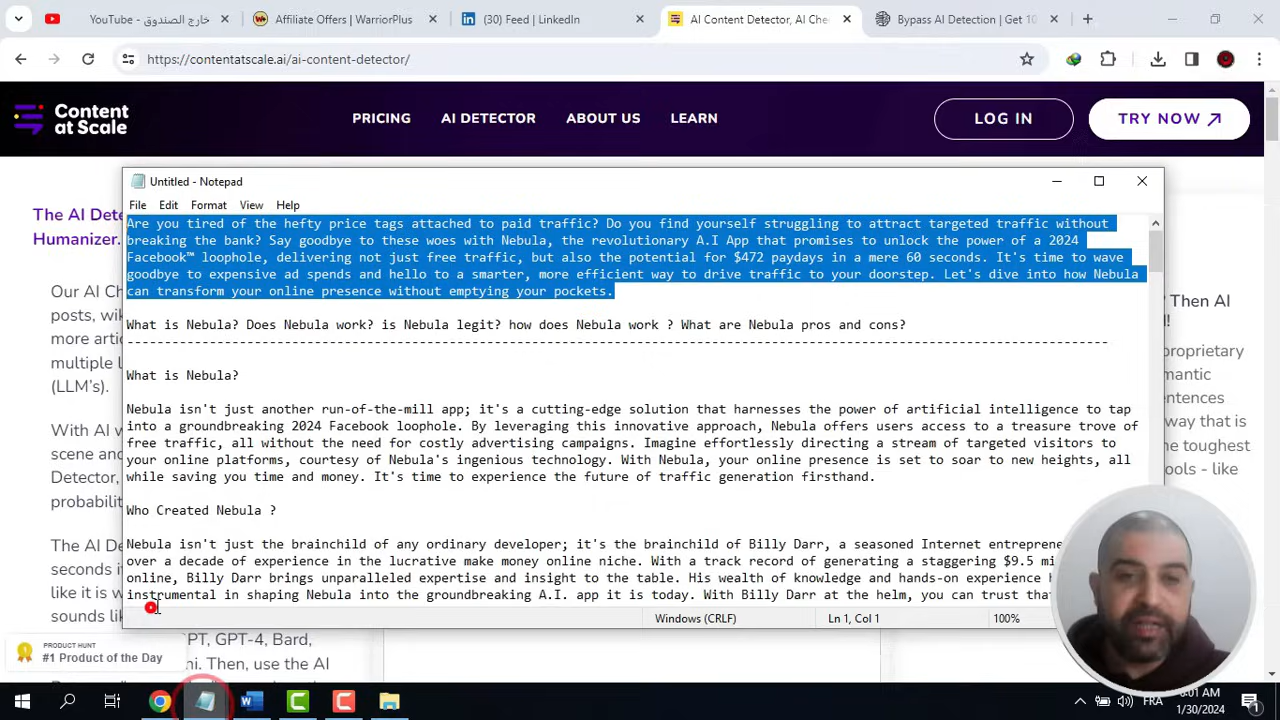 YouTube - خارج الصندوق
Affiliate Offers | WarriorPlus
(30) Feed | LinkedIn
AI Content Detector, AI Che
Bypass AI Detection | Get 10
https://contentatscale.ai/ai-content-detector/
Content
at Scale
PRICING
AI DETECTOR
ABOUT US
LEARN
LOG IN
TRY NOW
Untitled - Notepad
File Edit Format View Help
Are you tired of the hefty price tags attached to paid traffic? Do you find yourself struggling to attract targeted traffic without
breaking the bank? Say goodbye to these woes with Nebula, the revolutionary A.I App that promises to unlock the power of a 2024
Facebook™ loophole, delivering not just free traffic, but also the potential for $472 paydays in a mere 60 seconds. It's time to wave
goodbye to expensive ad spends and hello to a smarter, more efficient way to drive traffic to your doorstep. Let's dive into how Nebula
can transform your online presence without emptying your pockets.
What is Nebula? Does Nebula work? is Nebula legit? how does Nebula work ? What are Nebula pros and cons?
-----------------------------------------------------------------------------------------------------------------------------------
What is Nebula?
Nebula isn't just another run-of-the-mill app; it's a cutting-edge solution that harnesses the power of artificial intelligence to tap
into a groundbreaking 2024 Facebook loophole. By leveraging this innovative approach, Nebula offers users access to a treasure trove of
free traffic, all without the need for costly advertising campaigns. Imagine effortlessly directing a stream of targeted visitors to
your online platforms, courtesy of Nebula's ingenious technology. With Nebula, your online presence is set to soar to new heights, all
while saving you time and money. It's time to experience the future of traffic generation firsthand.
Who Created Nebula ?
Nebula isn't just the brainchild of any ordinary developer; it's the brainchild of Billy Darr, a seasoned Internet entreprene
over a decade of experience in the lucrative make money online niche. With a track record of generating a staggering $9.5 mi
online, Billy Darr brings unparalleled expertise and insight to the table. His wealth of knowledge and hands-on experience h
instrumental in shaping Nebula into the groundbreaking A.I. app it is today. With Billy Darr at the helm, you can trust tha
Windows (CRLF)
Ln 1, Col 1
100%
The AI Dete
Humanizer.
Our AI Ch
posts, wik
more artic
multiple l
(LLM's).
With AI w
scene and
Detector,
probabilit
The AI De
seconds i
like it is w
sounds lik
PT, GPT-4, Bard,
ni. Then, use the AI
? Then AI
!
proprietary
mantic
entences
way that is
he toughest
ools - like
PRODUCT HUNT
#1 Product of the Day
FRA
:01 AM
1/30/2024